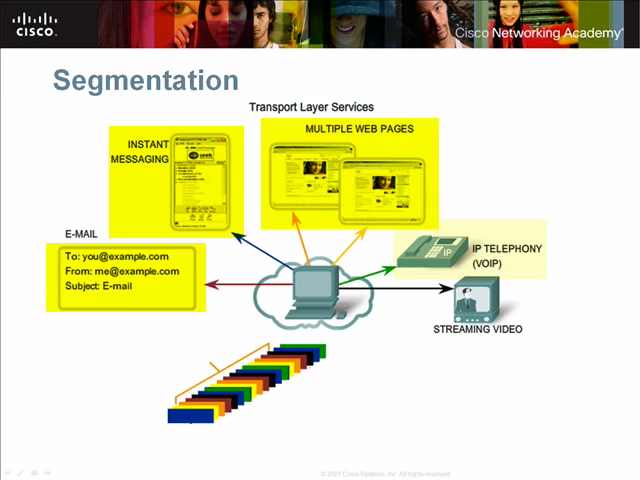 CISCO
Cisco Networking Academy
Segmentation
Transport Layer Services
INSTANT
MESSAGING
MULTIPLE WEB PAGES
E-MAIL
To: you@example.com
From: me@example.com
Subject: E-mail
IP
IP TELEPHONY
(VOIP)
STREAMING VIDEO
© 2007 Cisco Systems, Inc. All rights reserved.